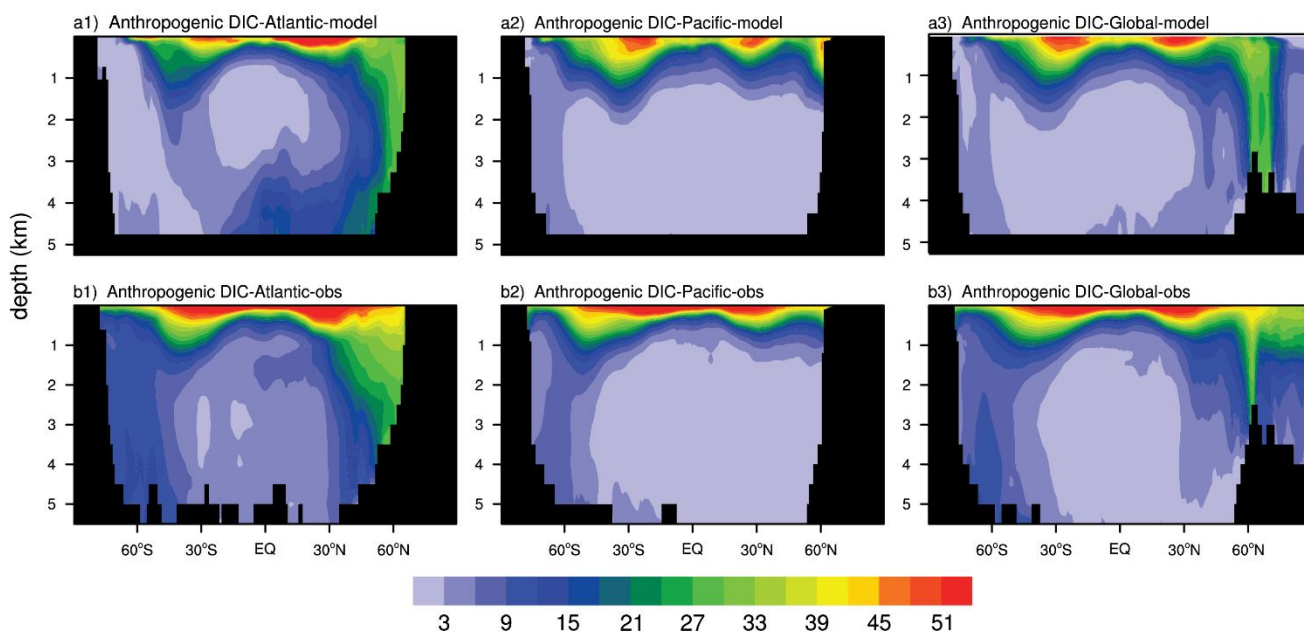 a1) Anthropogenic DIC-Atlantic-model
a2) Anthropogenic DIC-Pacific-model
a3) Anthropogenic DIC-Global-model
1
2
3
4
5
1
2
3
4
5
1
2
3
4
5
depth (km)
b1) Anthropogenic DIC-Atlantic-obs
b2) Anthropogenic DIC-Pacific-obs
b3) Anthropogenic DIC-Global-obs
1
2
3
4
5
1
2
3
4
5
1
2
3
4
5
60°S 30°S EQ 30°N 60°N
60°S 30°S EQ 30°N 60°N
60°S 30°S EQ 30°N 60°N
3 9 15 21 27 33 39 45 51